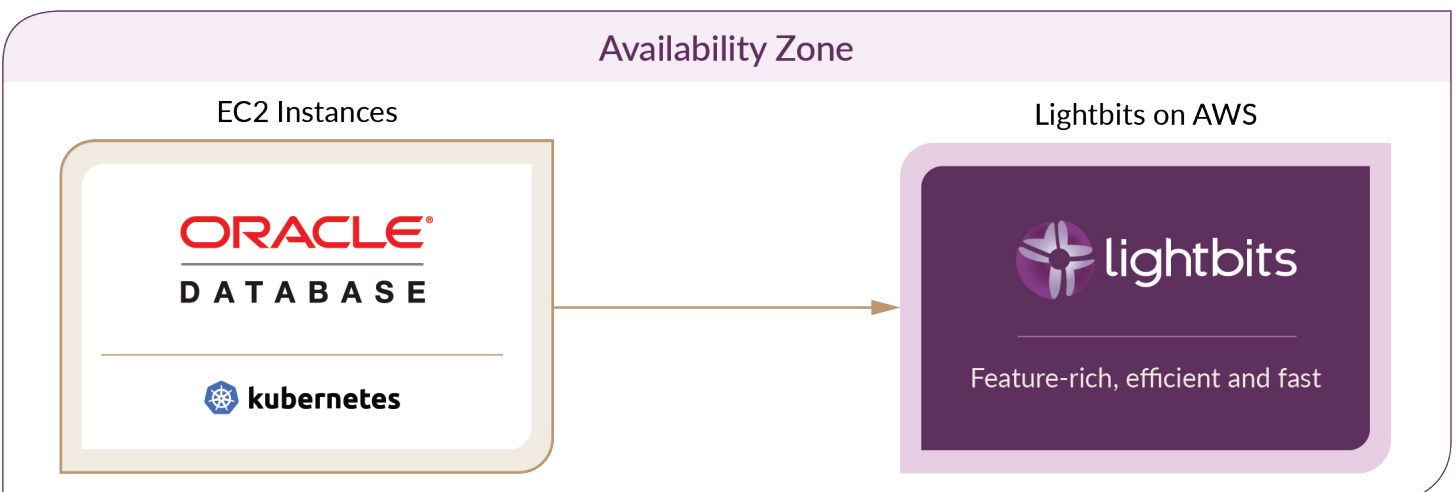 Availability Zone
EC2 Instances
Lightbits on AWS
ORACLE®
DATABASE
kubernetes
lightbits
Feature-rich, efficient and fast